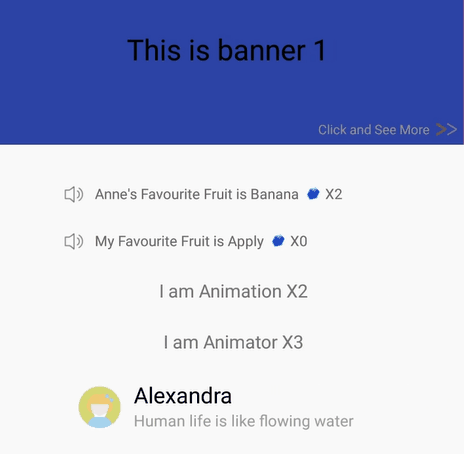 This is banner 1
Click and See More
Anne's Favourite Fruit is Banana X2
My Favourite Fruit is Apply X0
I am Animation X2
I am Animator X3
Alexandra
Human life is like flowing water